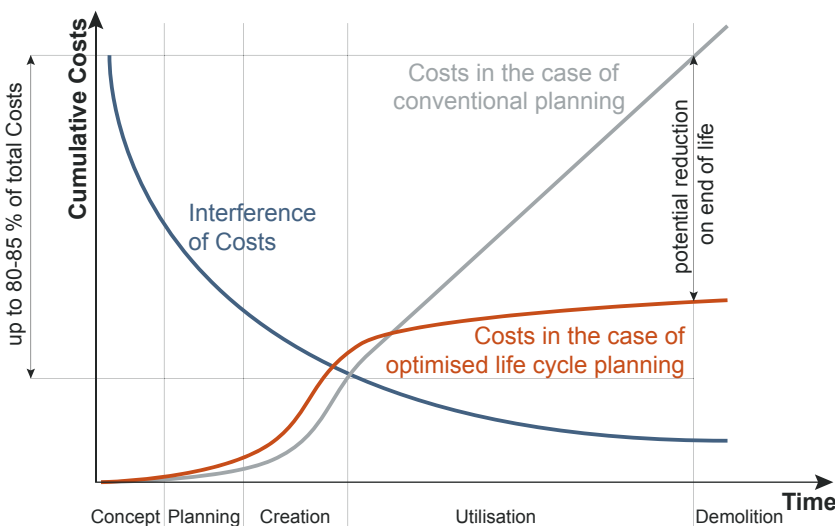 Cumulative Costs
up to 80-85 % of total Costs
Costs in the case of
conventional planning
potential reduction
on end of life
Interference
of Costs
Costs in the case of
optimised life cycle planning
Time
Concept
Planning
Creation
Utilisation
Demolition